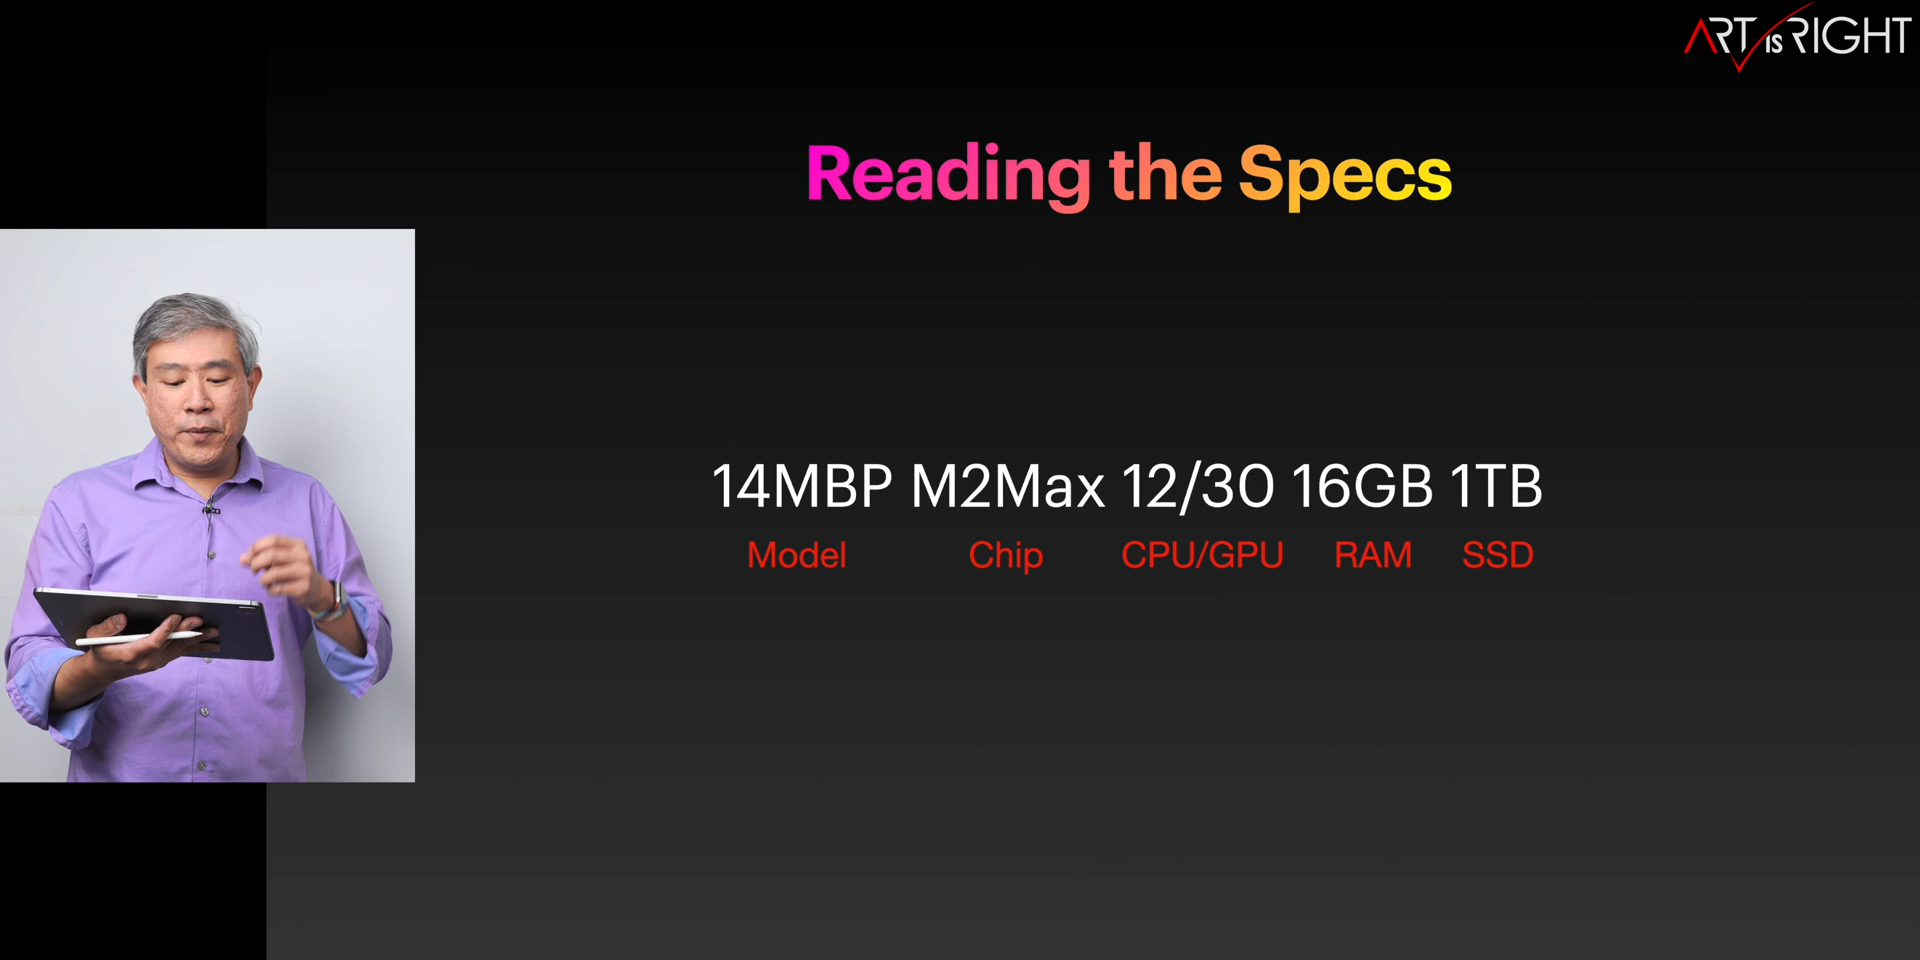 ART IS RIGHT
Reading the Specs
14MBP M2Max 12/30 16GB 1TB
Model Chip CPU/GPU RAM SSD